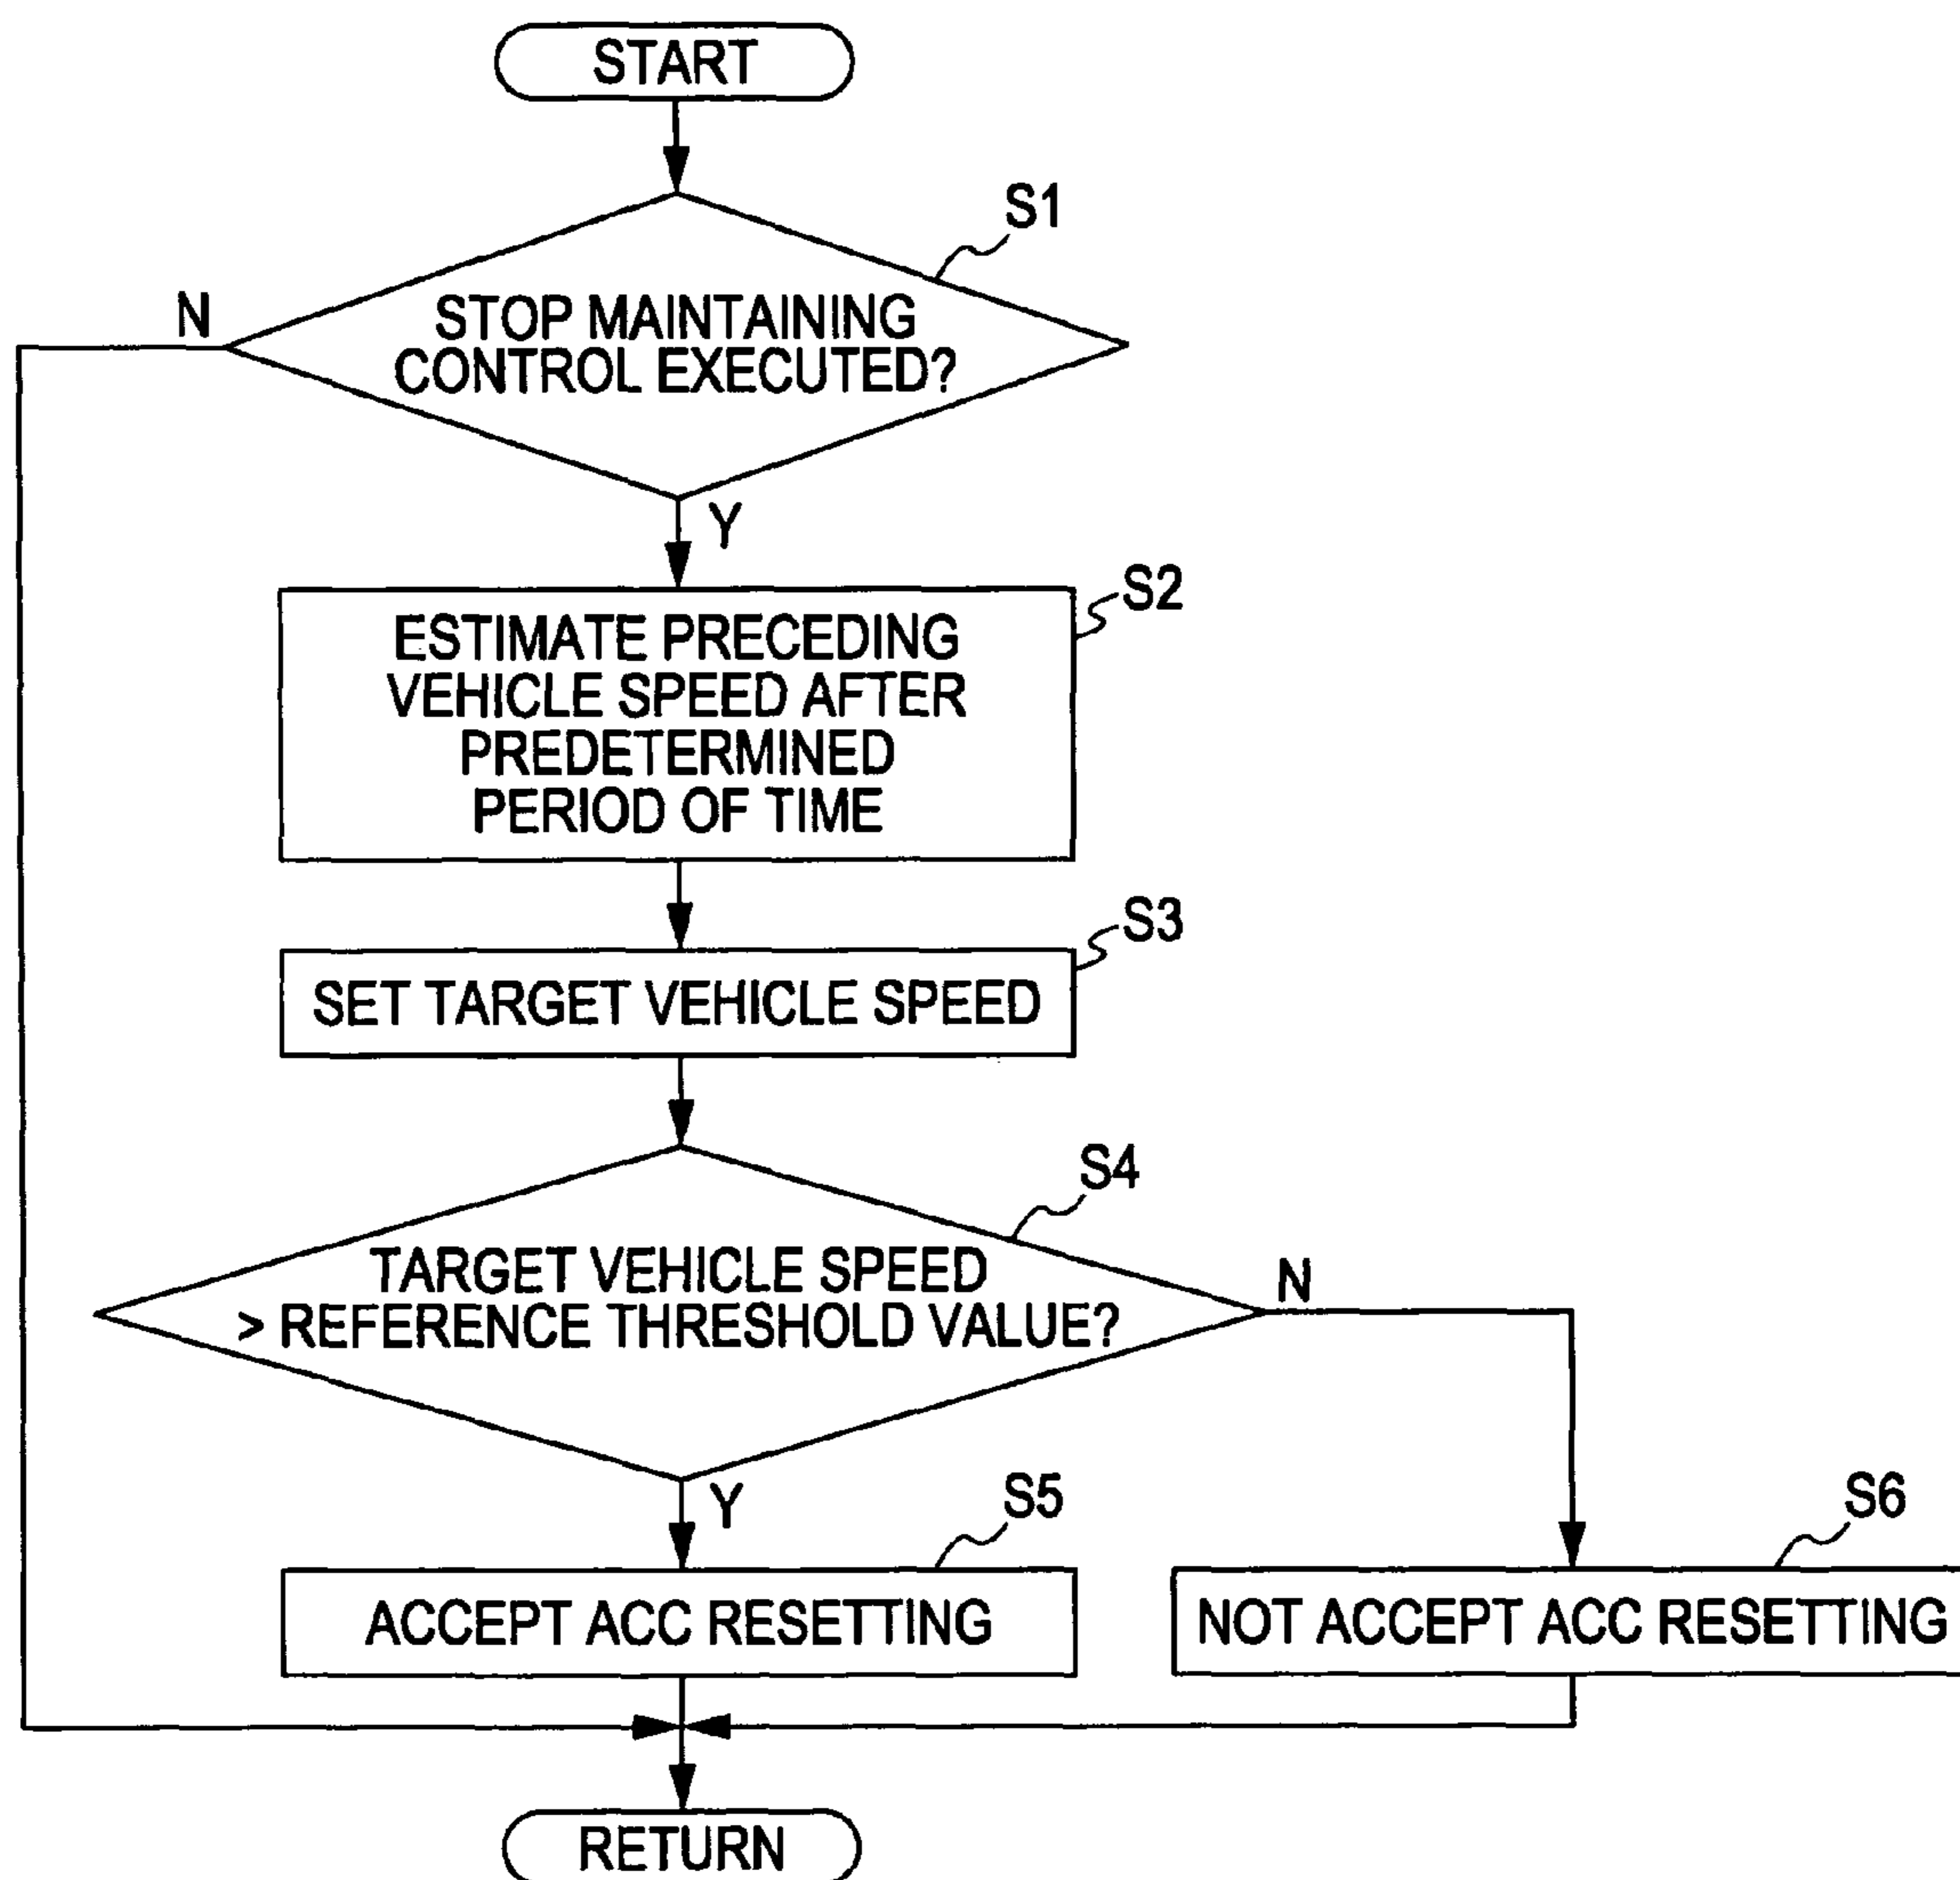 START
S1
N
STOP MAINTAINING
CONTROL EXECUTED?
Y
S2
ESTIMATE PRECEDING
VEHICLE SPEED AFTER
PREDETERMINED
PERIOD OF TIME
S3
SET TARGET VEHICLE SPEED
S4
TARGET VEHICLE SPEED
> REFERENCE THRESHOLD VALUE?
N
Y
S5
S6
ACCEPT ACC RESETTING
NOT ACCEPT ACC RESETTING
RETURN